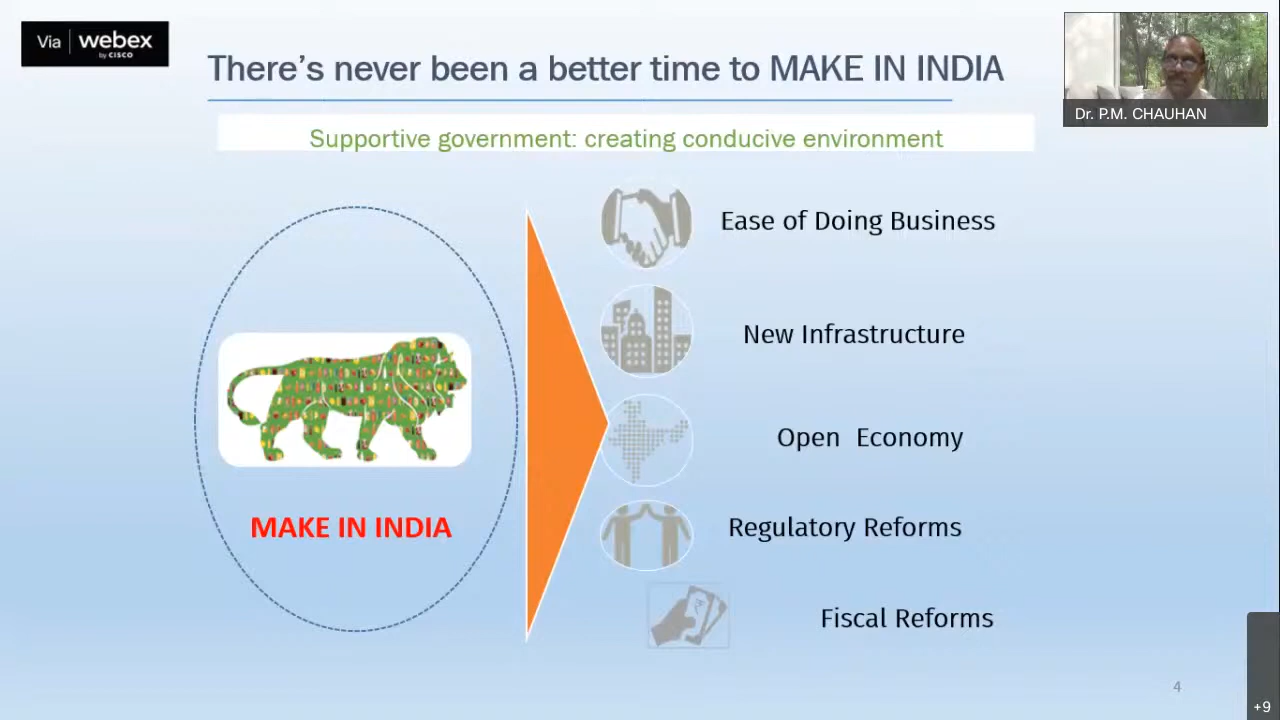 Via webex
by CISCO
There's never been a better time to MAKE IN INDIA
Dr. P.M. CHAUHAN
Supportive government: creating conducive environment
Ease of Doing Business
New Infrastructure
Open Economy
MAKE IN INDIA
Regulatory Reforms
Fiscal Reforms
4
+9